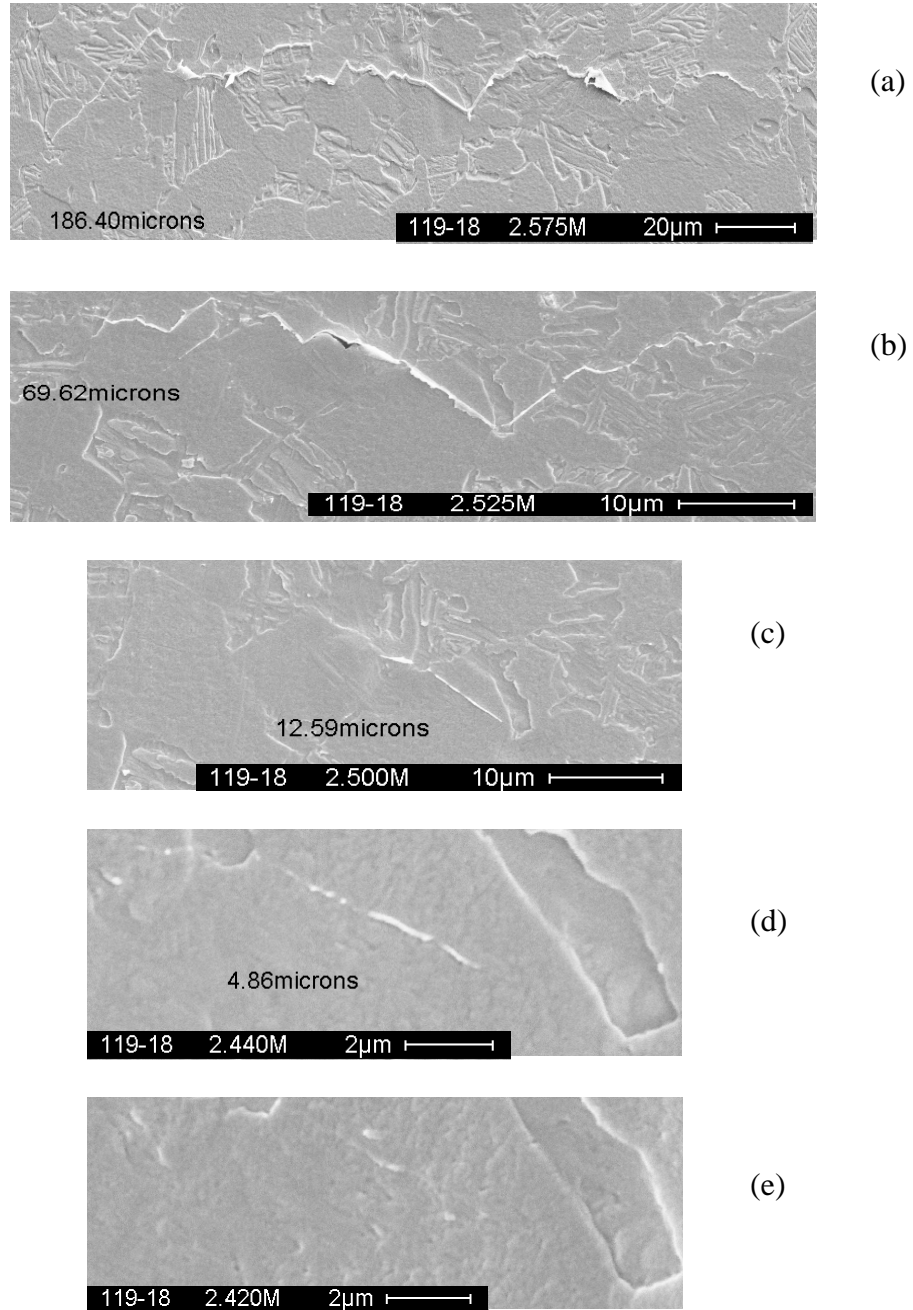 (a)
186.40microns
119-18 2.575M 20µm
(b)
69.62microns
119-18 2.525M 10µm
(c)
12.59microns
119-18 2.500M 10µm
(d)
4.86microns
119-18 2.440M 2µm
(e)
119-18 2.420M 2µm